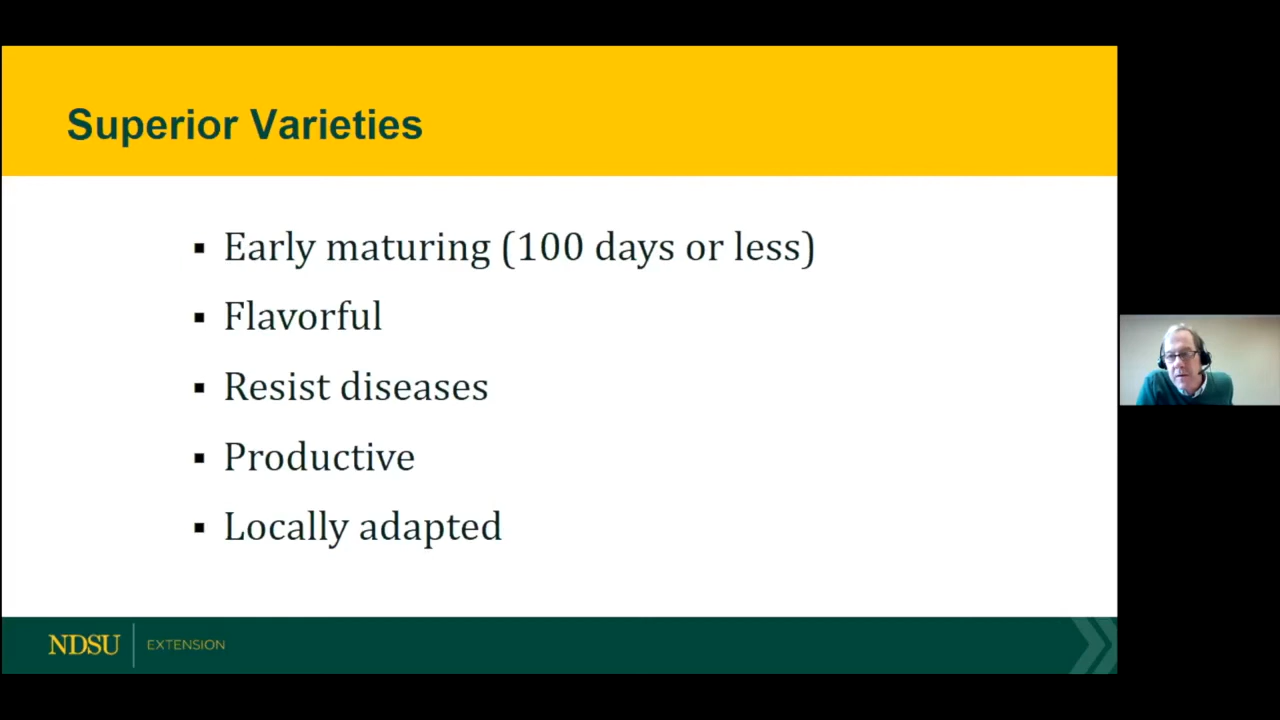 Superior Varieties
▪ Early maturing (100 days or less)
▪ Flavorful
▪ Resist diseases
▪ Productive
▪ Locally adapted
NDSU EXTENSION